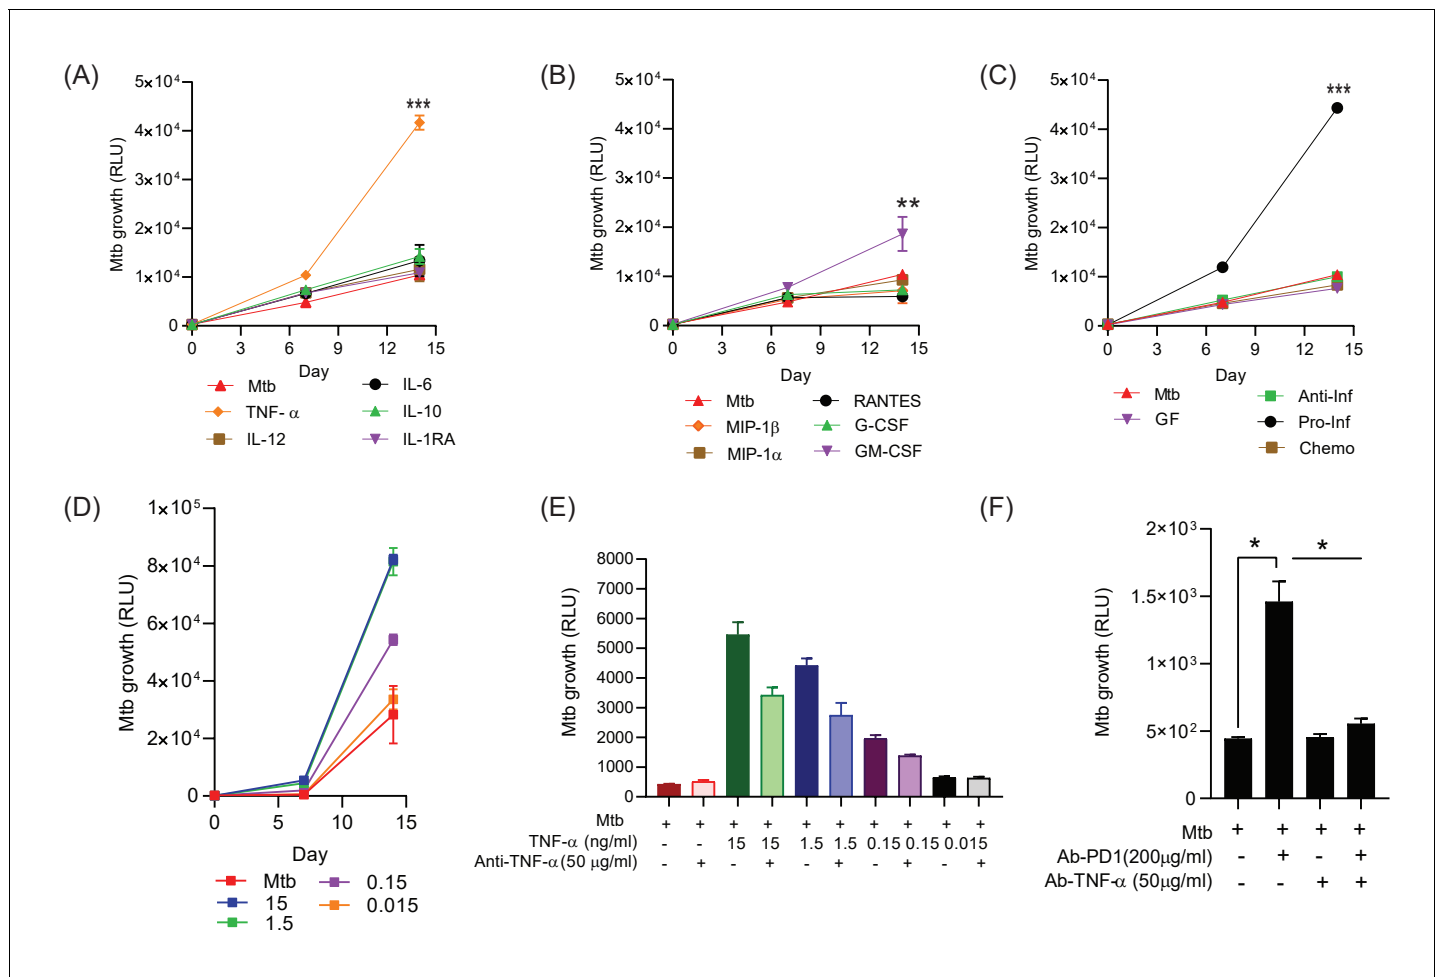 (A)
5×10⁴
4×10⁴
3×10⁴
2×10⁴
1×10⁴
0
Mtb growth (RLU)
***
0 3 6 9 12 15
Day
Mtb
TNF- α
IL-12
IL-6
IL-10
IL-1RA
(B)
5×10⁴
4×10⁴
3×10⁴
2×10⁴
1×10⁴
0
Mtb growth (RLU)
**
0 3 6 9 12 15
Day
Mtb
MIP-1β
MIP-1α
RANTES
G-CSF
GM-CSF
(C)
5×10⁴
4×10⁴
3×10⁴
2×10⁴
1×10⁴
0
Mtb growth (RLU)
***
0 3 6 9 12 15
Day
Mtb
GF
Anti-Inf
Pro-Inf
Chemo
(D)
1×10⁵
8×10⁴
6×10⁴
4×10⁴
2×10⁴
0
Mtb growth (RLU)
0 5 10 15
Day
Mtb
15
1.5
0.15
0.015
(E)
8000
7000
6000
5000
4000
3000
2000
1000
0
Mtb growth (RLU)
Mtb + + + + + + + + + +
TNF-α (ng/ml) - - 15 15 1.5 1.5 0.15 0.15 0.015
Anti-TNF-α(50 μg/ml) - + - + - + - + - +
(F)
2×10³
1.5×10³
1×10³
5×10²
0
Mtb growth (RLU)
* *
Mtb + + + +
Ab-PD1(200μg/ml) - + - +
Ab-TNF-α (50μg/ml) - - + +